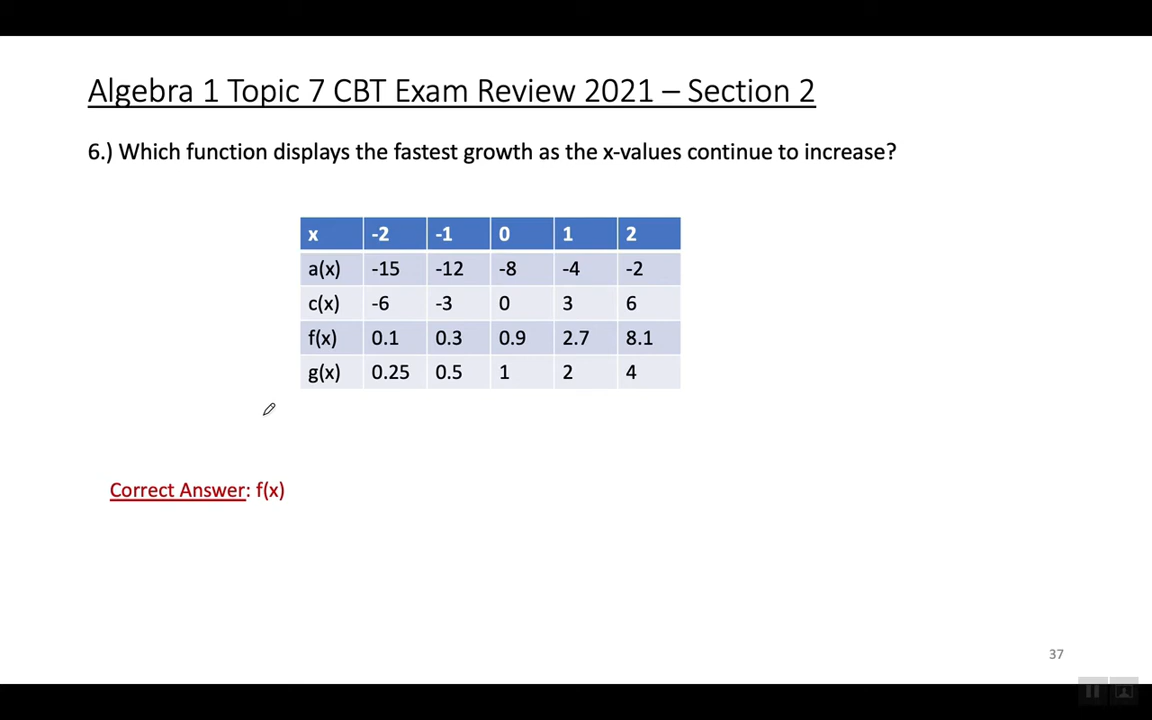 Algebra 1 Topic 7 CBT Exam Review 2021 – Section 2
6.) Which function displays the fastest growth as the x-values continue to increase?
x -2 -1 0 1 2
a(x) -15 -12 -8 -4 -2
c(x) -6 -3 0 3 6
f(x) 0.1 0.3 0.9 2.7 8.1
g(x) 0.25 0.5 1 2 4
Correct Answer: f(x)
37